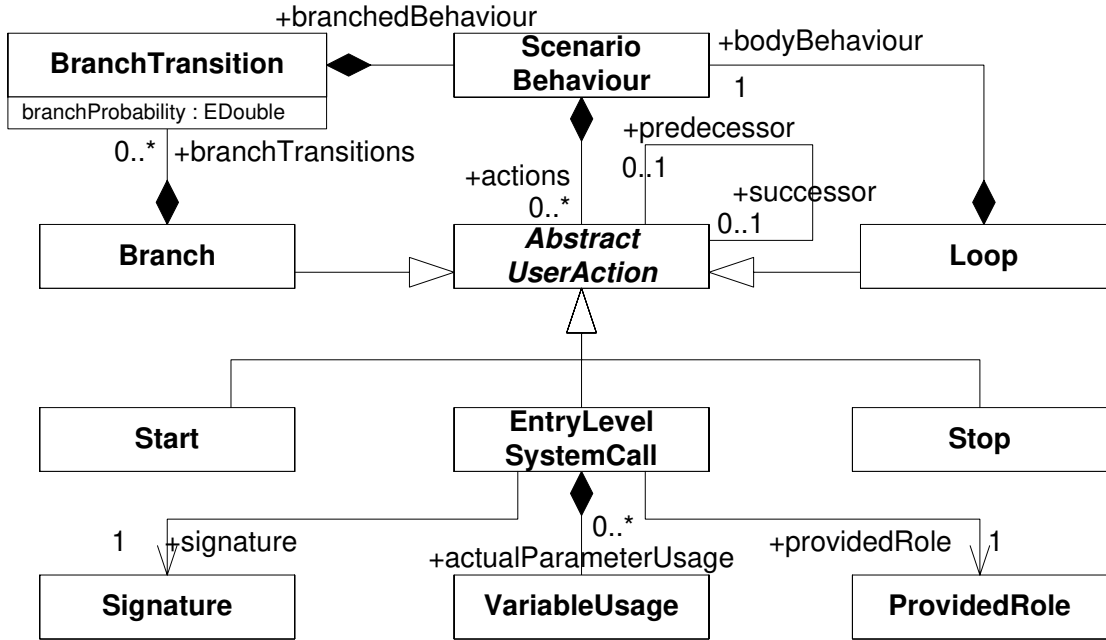 +branchedBehaviour
BranchTransition
branchProbability : EDouble
Scenario
Behaviour
+bodyBehaviour
1
0..*
+branchTransitions
+predecessor
0..1
+actions
0..*
+successor
0..1
Branch
Abstract
UserAction
Loop
Start
EntryLevel
SystemCall
Stop
1
+signature
0..*
+actualParameterUsage
+providedRole
1
Signature
VariableUsage
ProvidedRole